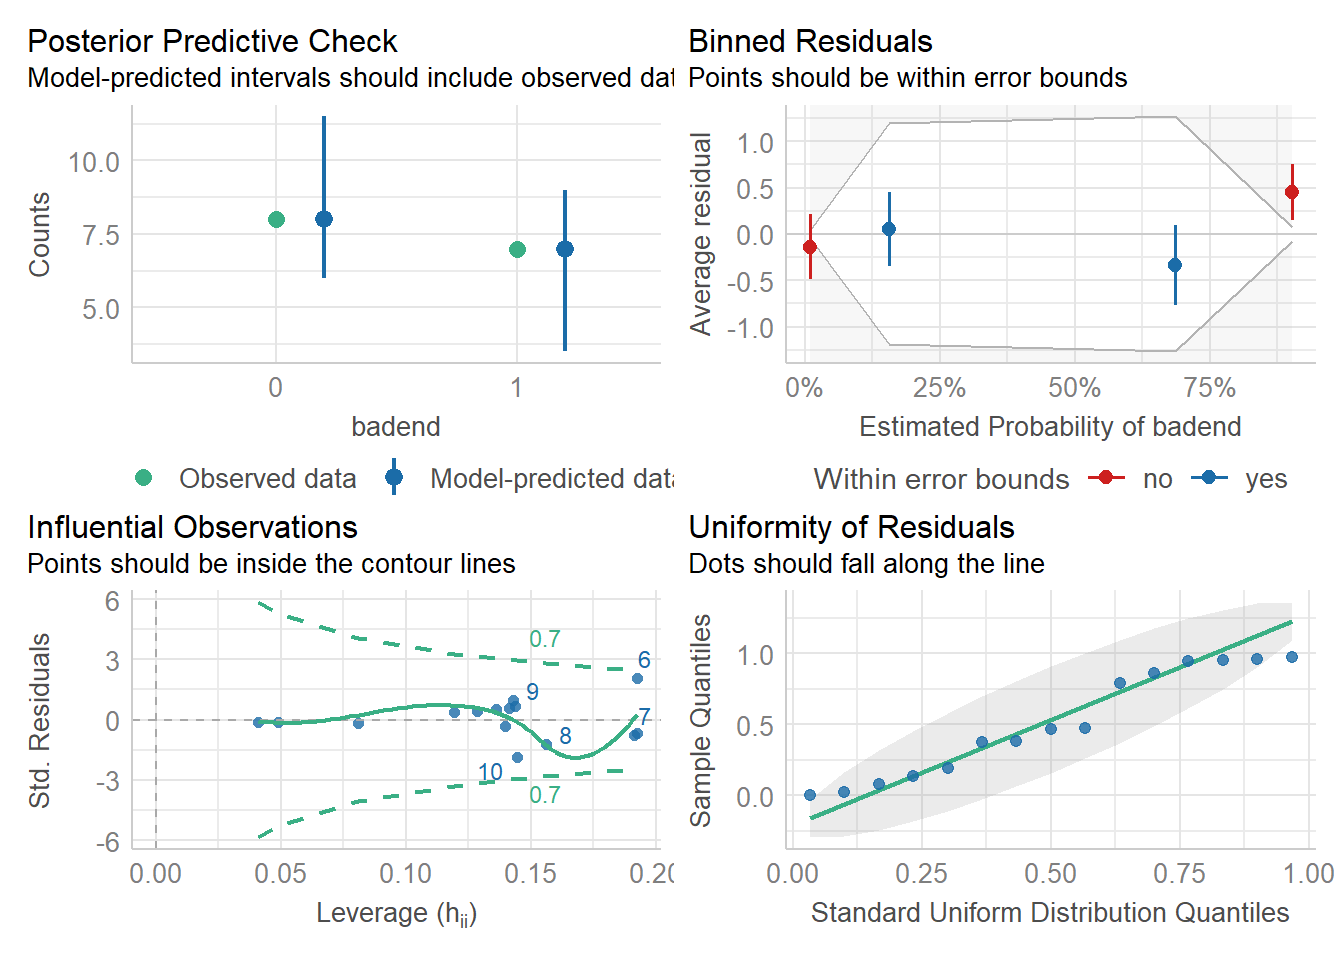 Posterior Predictive Check
Model-predicted intervals should include observed dat
Counts
10.0
7.5
5.0
0
1
badend
Observed data
Model-predicted data
Binned Residuals
Points should be within error bounds
Average residual
1.0
0.5
0.0
-0.5
-1.0
0%
25%
50%
75%
Estimated Probability of badend
Within error bounds
no
yes
Influential Observations
Points should be inside the contour lines
Std. Residuals
6
3
0
-3
-6
0.7
6
9
7
8
10
0.7
0.00
0.05
0.10
0.15
0.20
Leverage (hii)
Uniformity of Residuals
Dots should fall along the line
Sample Quantiles
1.0
0.5
0.0
0.00
0.25
0.50
0.75
1.00
Standard Uniform Distribution Quantiles